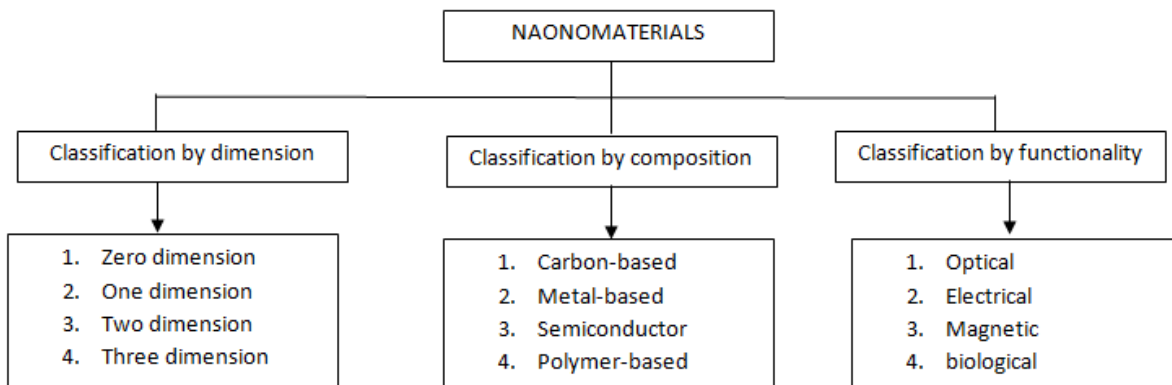 NAONOMATERIALS
Classification by dimension
1. Zero dimension
2. One dimension
3. Two dimension
4. Three dimension
Classification by composition
1. Carbon-based
2. Metal-based
3. Semiconductor
4. Polymer-based
Classification by functionality
1. Optical
2. Electrical
3. Magnetic
4. biological